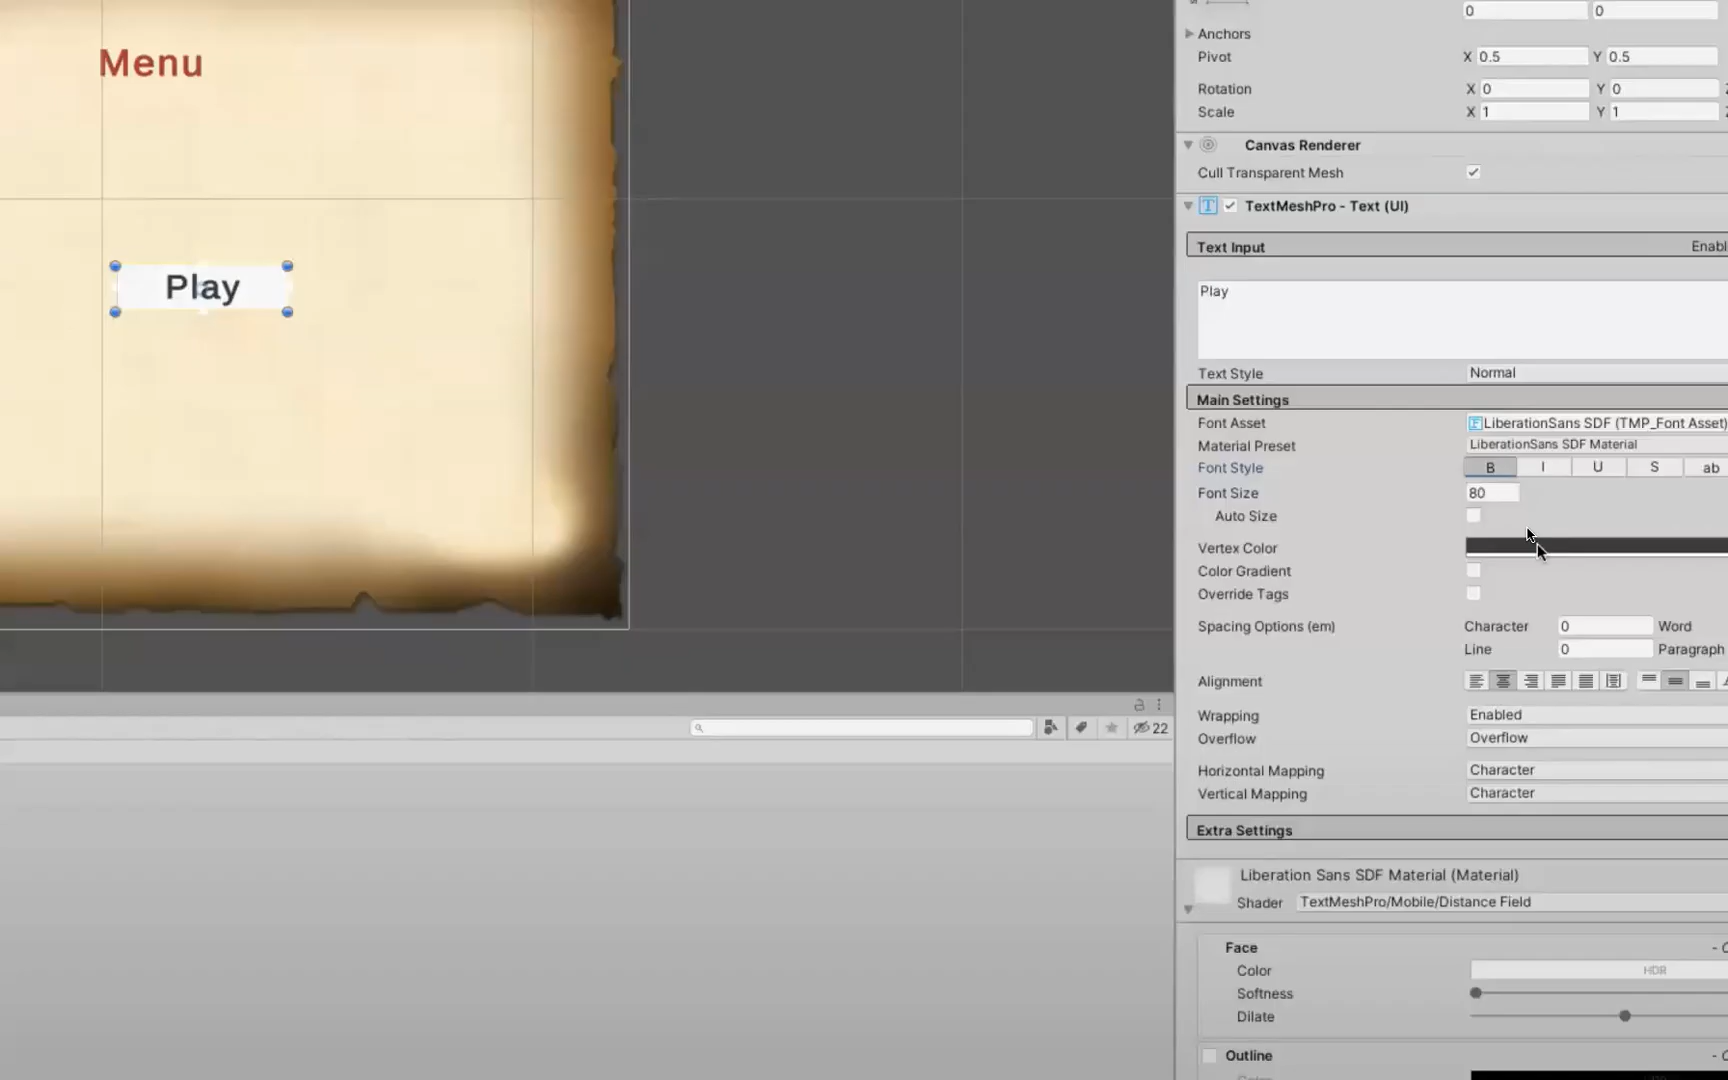 Menu
Play
0 0
Anchors
Pivot X 0.5 Y 0.5
Rotation X 0 Y 0
Scale X 1 Y 1
Canvas Renderer
Cull Transparent Mesh
TextMeshPro - Text (UI)
Text Input Enabl
Play
Text Style Normal
Main Settings
Font Asset LiberationSans SDF (TMP_Font Asset)
Material Preset LiberationSans SDF Material
Font Style B I U S ab
Font Size 80
Auto Size
Vertex Color
Color Gradient
Override Tags
Spacing Options (em) Character 0 Word
Line 0 Paragraph
Alignment
Wrapping Enabled
Overflow Overflow
Horizontal Mapping Character
Vertical Mapping Character
Extra Settings
Liberation Sans SDF Material (Material)
Shader TextMeshPro/Mobile/Distance Field
Face
Color HDR
Softness
Dilate
Outline
22